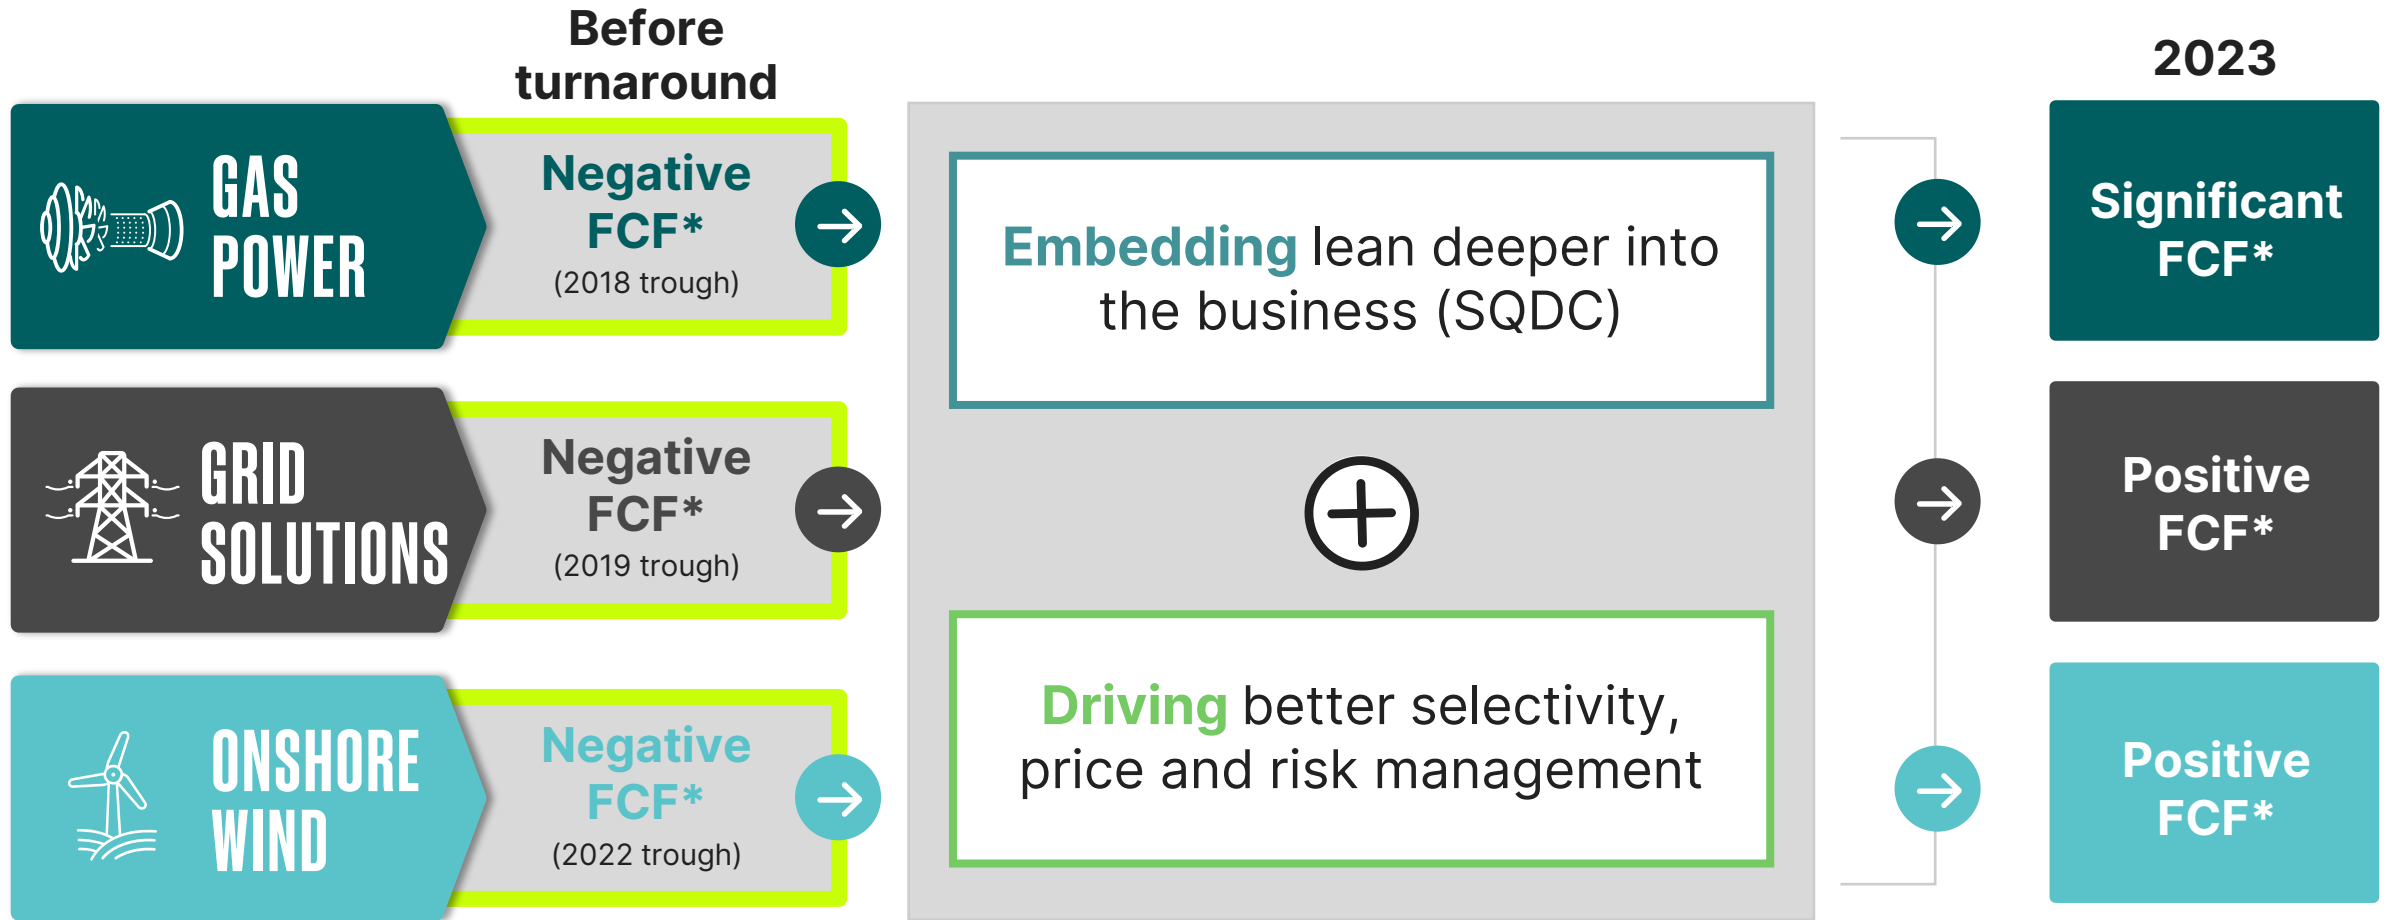 Before
turnaround
2023
GAS
POWER
Negative
FCF*
(2018 trough)
GRID
SOLUTIONS
Negative
FCF*
(2019 trough)
ONSHORE
WIND
Negative
FCF*
(2022 trough)
Embedding lean deeper into
the business (SQDC)
Driving better selectivity,
price and risk management
Significant
FCF*
Positive
FCF*
Positive
FCF*